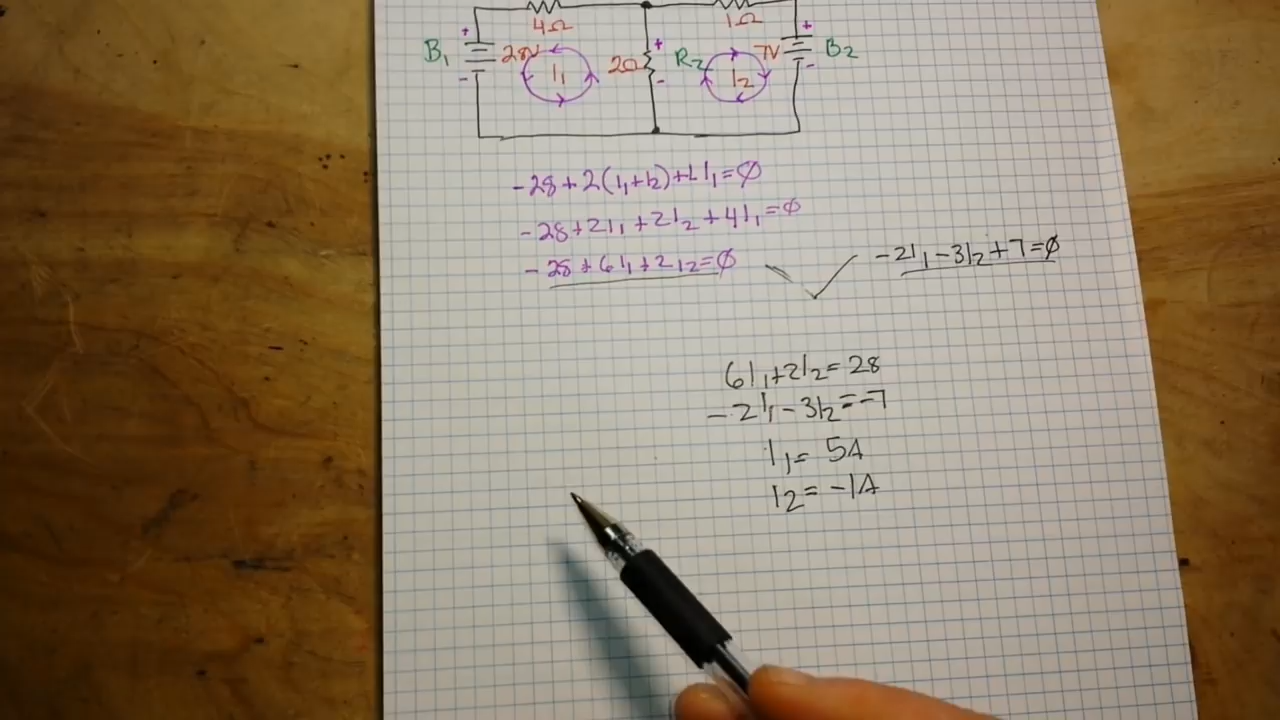 4Ω 1Ω
+ +
B₁ 28V I₁ 2Ω + R₂ I₂ 7V B₂
- - -
-28+2(I₁+I₂)+4I₁=∅
-28+2I₁+2I₂+4I₁=∅
-28+6I₁+2I₂=∅
-2I₁-3I₂+7=∅
6I₁+2I₂=28
-2I₁-3I₂=-7
I₁= 5A
I₂=-1A